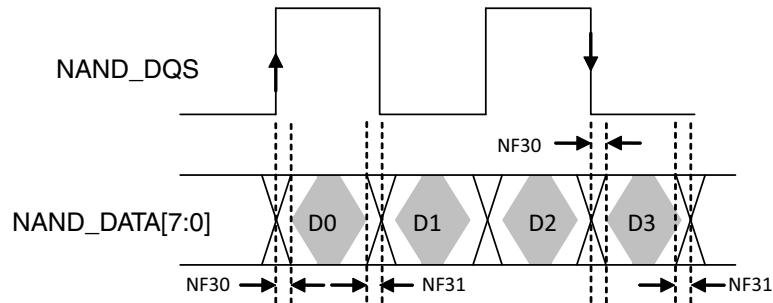 NAND_DQS
NF30
NAND_DATA[7:0]
D0
D1
D2
D3
NF30
NF31
NF31